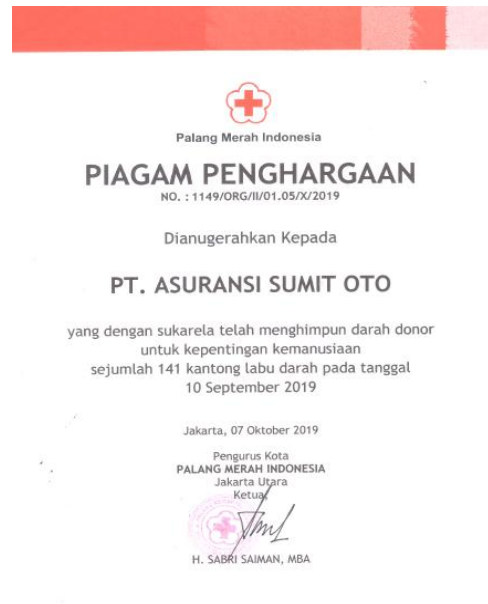 Palang Merah Indonesia
PIAGAM PENGHARGAAN
NO. : 1149/ORG/II/01.05/X/2019
Dianugerahkan Kepada
PT. ASURANSI SUMIT OTO
yang dengan sukarela telah menghimpun darah donor
untuk kepentingan kemanusiaan
sejumlah 141 kantong labu darah pada tanggal
10 September 2019
Jakarta, 07 Oktober 2019
Pengurus Kota
PALANG MERAH INDONESIA
Jakarta Utara
Ketua,
H. SABRI SAIMAN, MBA